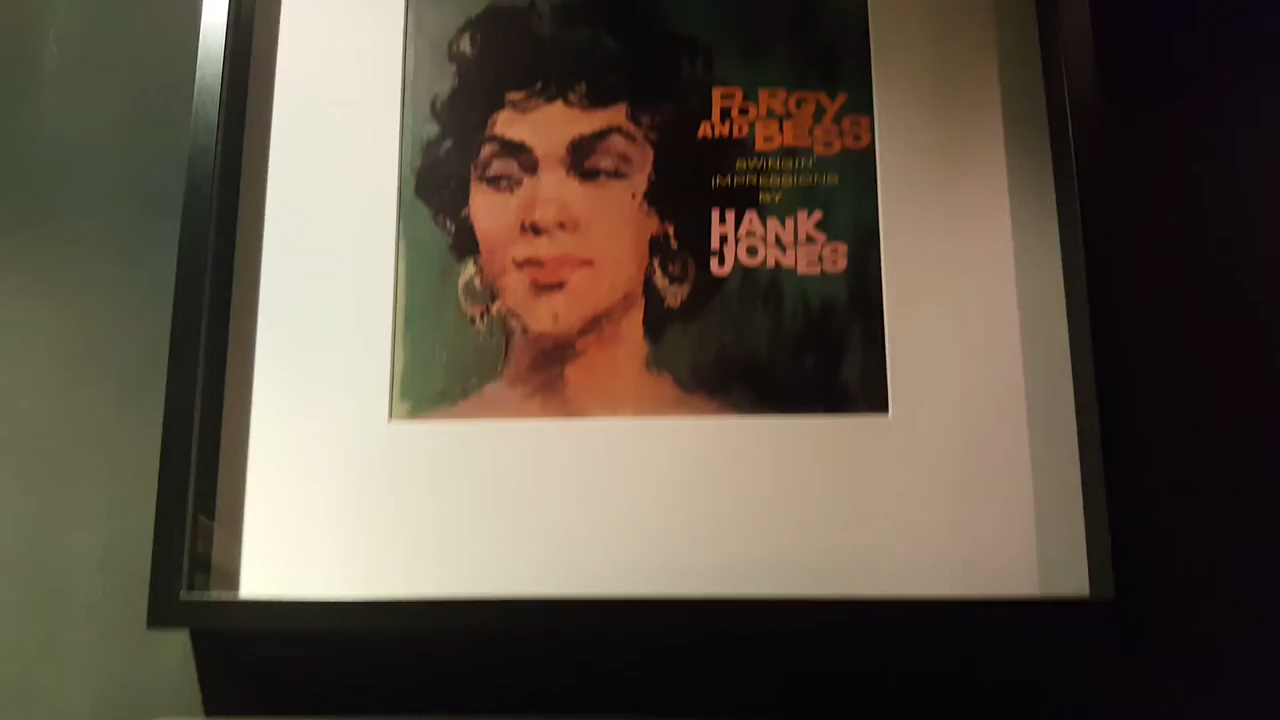 PORGY
AND BESS
SWINGIN'
IMPRESSIONS
BY
HANK
JONES